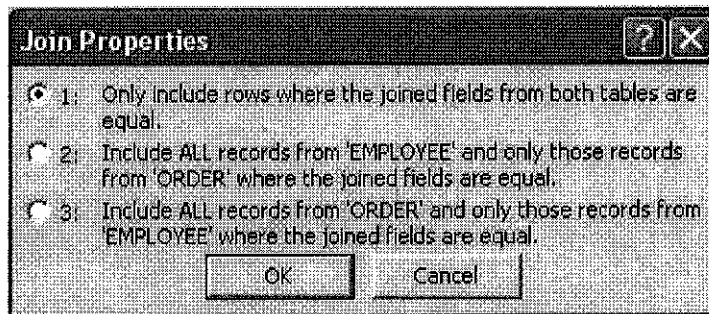 Join Properties
? X
1: Only include rows where the joined fields from both tables are
equal.
2: Include ALL records from 'EMPLOYEE' and only those records
from 'ORDER' where the joined fields are equal.
3: Include ALL records from 'ORDER' and only those records from
'EMPLOYEE' where the joined fields are equal.
OK Cancel